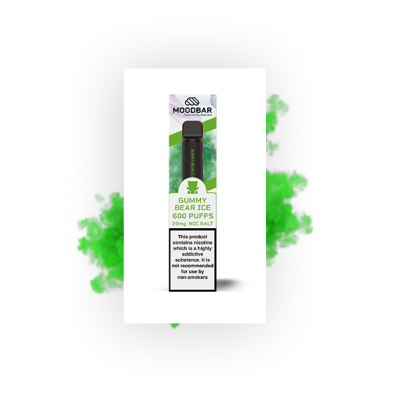 MOODBAR
GUMMY
BEAR ICE
600 PUFFS
20mg NIC SALT
This product
contains nicotine
which is a highly
addictive
substance. It is
not recommended
for use by
non-smokers